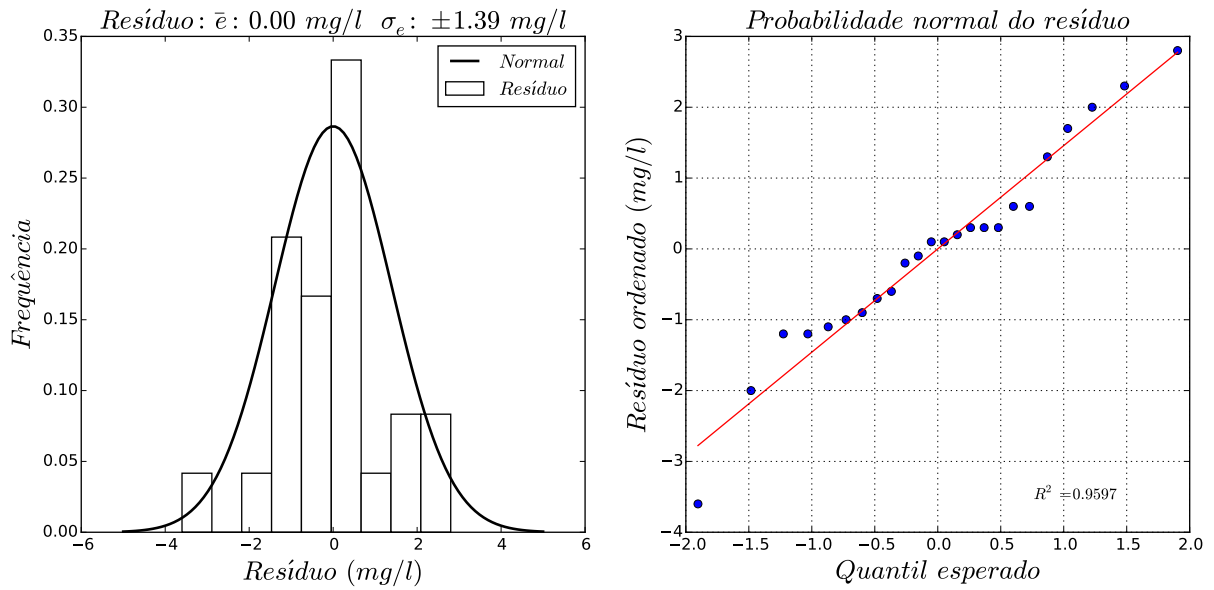 Resíduo: ē: 0.00 mg/l σₑ: ±1.39 mg/l
0.35
0.30
0.25
0.20
0.15
0.10
0.05
0.00
Frequência
Normal
Resíduo
−6 −4 −2 0 2 4 6
Resíduo (mg/l)
Probabilidade normal do resíduo
3
2
1
0
−1
−2
−3
−4
Resíduo ordenado (mg/l)
R² =0.9597
−2.0 −1.5 −1.0 −0.5 0.0 0.5 1.0 1.5 2.0
Quantil esperado